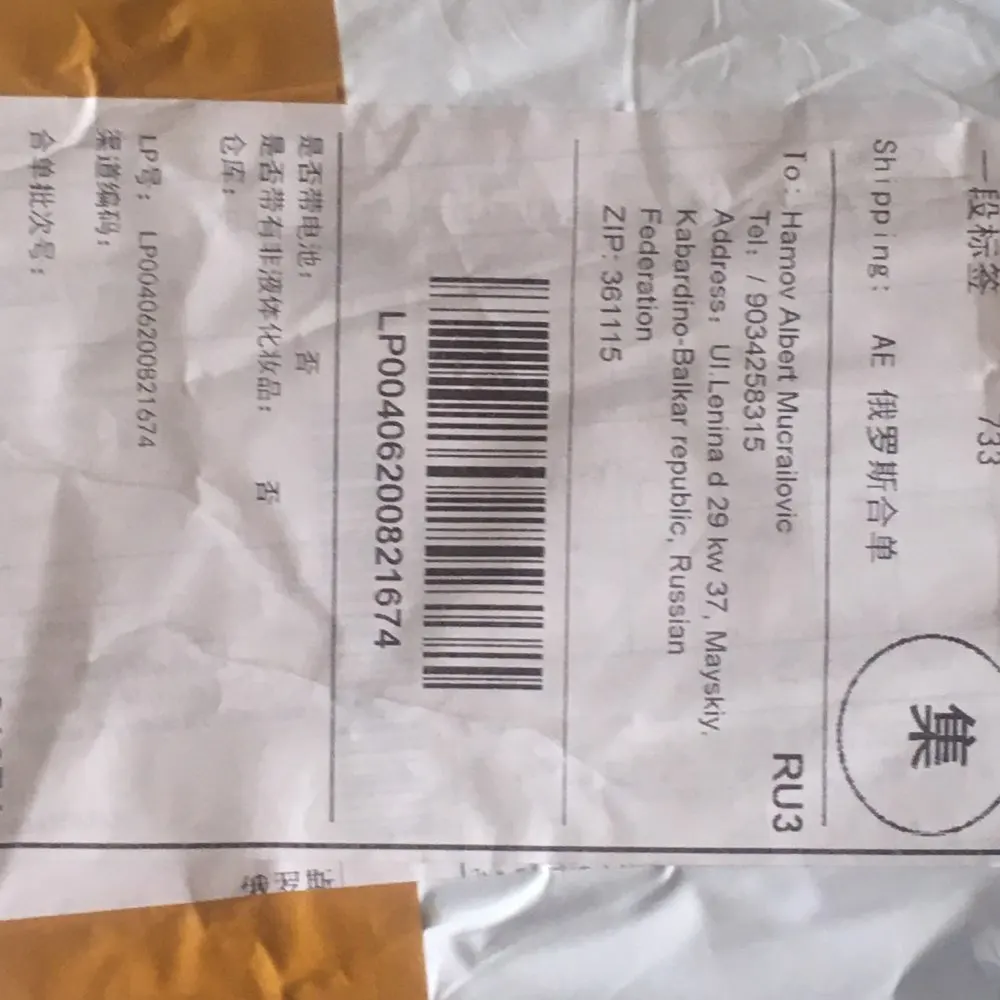 一段标签 733
Shipping: AE 俄罗斯合单
集
To: Hamov Albert Mucrailovic
RU3
Tel: / 9034258315
Address: Ul.Lenina d 29 kw 37, Mayskiy,
Kabardino-Balkar republic, Russian
Federation
ZIP: 361115
LP00406200821674
是否带电池: 否
是否带有非液体化妆品: 否
仓库:
LP号: LP00406200821674
渠道编码:
合单批次号: